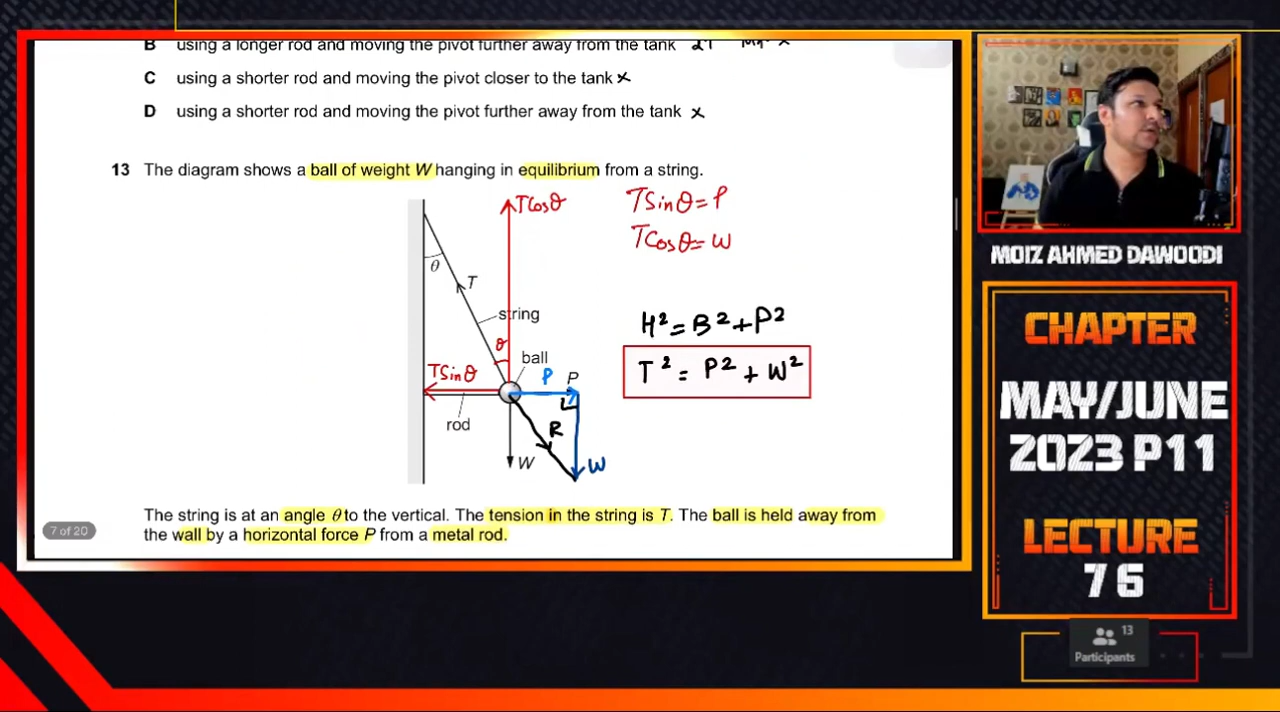 B using a longer rod and moving the pivot further away from the tank
C using a shorter rod and moving the pivot closer to the tank x
D using a shorter rod and moving the pivot further away from the tank x
13 The diagram shows a ball of weight W hanging in equilibrium from a string.
TCosθ
TSinθ=P
TCosθ=W
θ
T
string
H²=B²+P²
θ
ball
T²=P²+W²
TSinθ
P
P
rod
R
W
W
The string is at an angle θ to the vertical. The tension in the string is T. The ball is held away from
the wall by a horizontal force P from a metal rod.
7 of 20
MOIZ AHMED DAWOODI
CHAPTER
MAY/JUNE
2023 P11
LECTURE
76
13
Participants